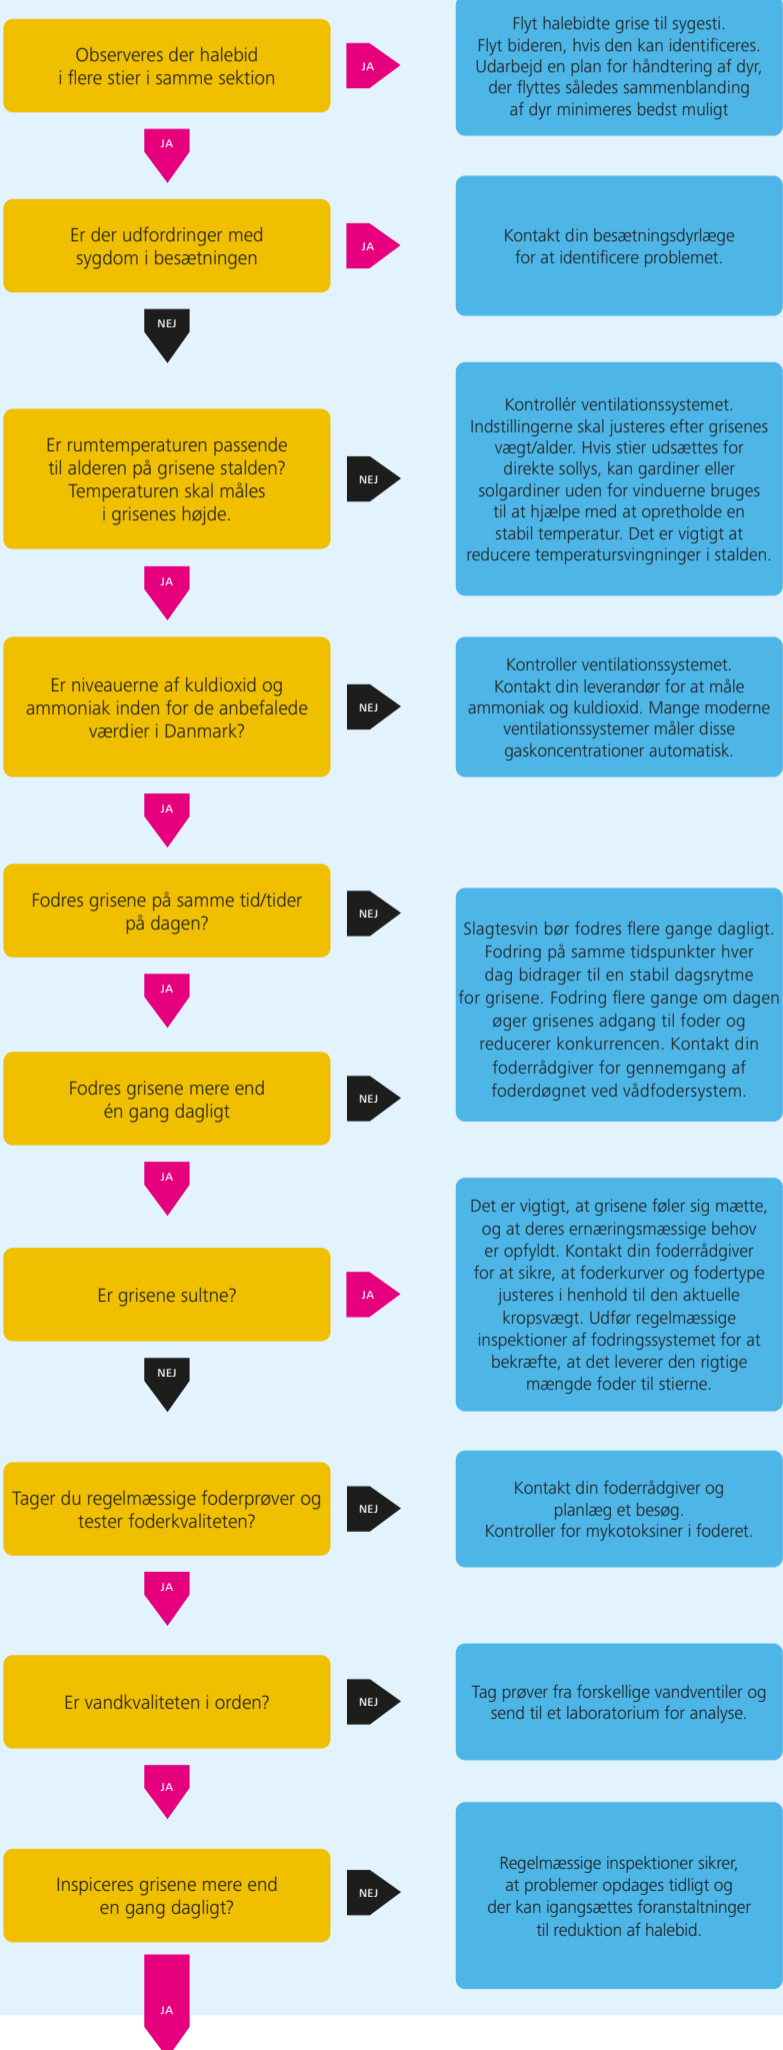 Observeres der halebid
i flere stier i samme sektion
JA
Flyt halebidte grise til sygesti.
Flyt bideren, hvis den kan identificeres.
Udarbejd en plan for håndtering af dyr,
der flyttes således sammenblanding
af dyr minimeres bedst muligt
JA
Er der udfordringer med
sygdom i besætningen
JA
Kontakt din besætningsdyrlæge
for at identificere problemet.
NEJ
Er rumtemperaturen passende
til alderen på grisene stalden?
Temperaturen skal måles
i grisenes højde.
NEJ
Kontrollér ventilationssystemet.
Indstillingerne skal justeres efter grisenes
vægt/alder. Hvis stier udsættes for
direkte sollys, kan gardiner eller
solgardiner uden for vinduerne bruges
til at hjælpe med at opretholde en
stabil temperatur. Det er vigtigt at
reducere temperatursvingninger i stalden.
JA
Er niveauerne af kuldioxid og
ammoniak inden for de anbefalede
værdier i Danmark?
NEJ
Kontroller ventilationssystemet.
Kontakt din leverandør for at måle
ammoniak og kuldioxid. Mange moderne
ventilationssystemer måler disse
gaskoncentrationer automatisk.
JA
Fodres grisene på samme tid/tider
på dagen?
NEJ
Slagtesvin bør fodres flere gange dagligt.
Fodring på samme tidspunkter hver
dag bidrager til en stabil dagsrytme
for grisene. Fodring flere gange om dagen
øger grisenes adgang til foder og
reducerer konkurrencen. Kontakt din
foderrådgiver for gennemgang af
foderdøgnet ved vådfodersystem.
JA
Fodres grisene mere end
én gang dagligt
NEJ
JA
Er grisene sultne?
JA
Det er vigtigt, at grisene føler sig mætte,
og at deres ernæringsmæssige behov
er opfyldt. Kontakt din foderrådgiver
for at sikre, at foderkurver og fodertype
justeres i henhold til den aktuelle
kropsvægt. Udfør regelmæssige
inspektioner af fodringssystemet for at
bekræfte, at det leverer den rigtige
mængde foder til stierne.
NEJ
Tager du regelmæssige foderprøver og
tester foderkvaliteten?
NEJ
Kontakt din foderrådgiver og
planlæg et besøg.
Kontroller for mykotoksiner i foderet.
JA
Er vandkvaliteten i orden?
NEJ
Tag prøver fra forskellige vandventiler og
send til et laboratorium for analyse.
JA
Inspiceres grisene mere end
en gang dagligt?
NEJ
Regelmæssige inspektioner sikrer,
at problemer opdages tidligt og
der kan igangsættes foranstaltninger
til reduktion af halebid.
JA